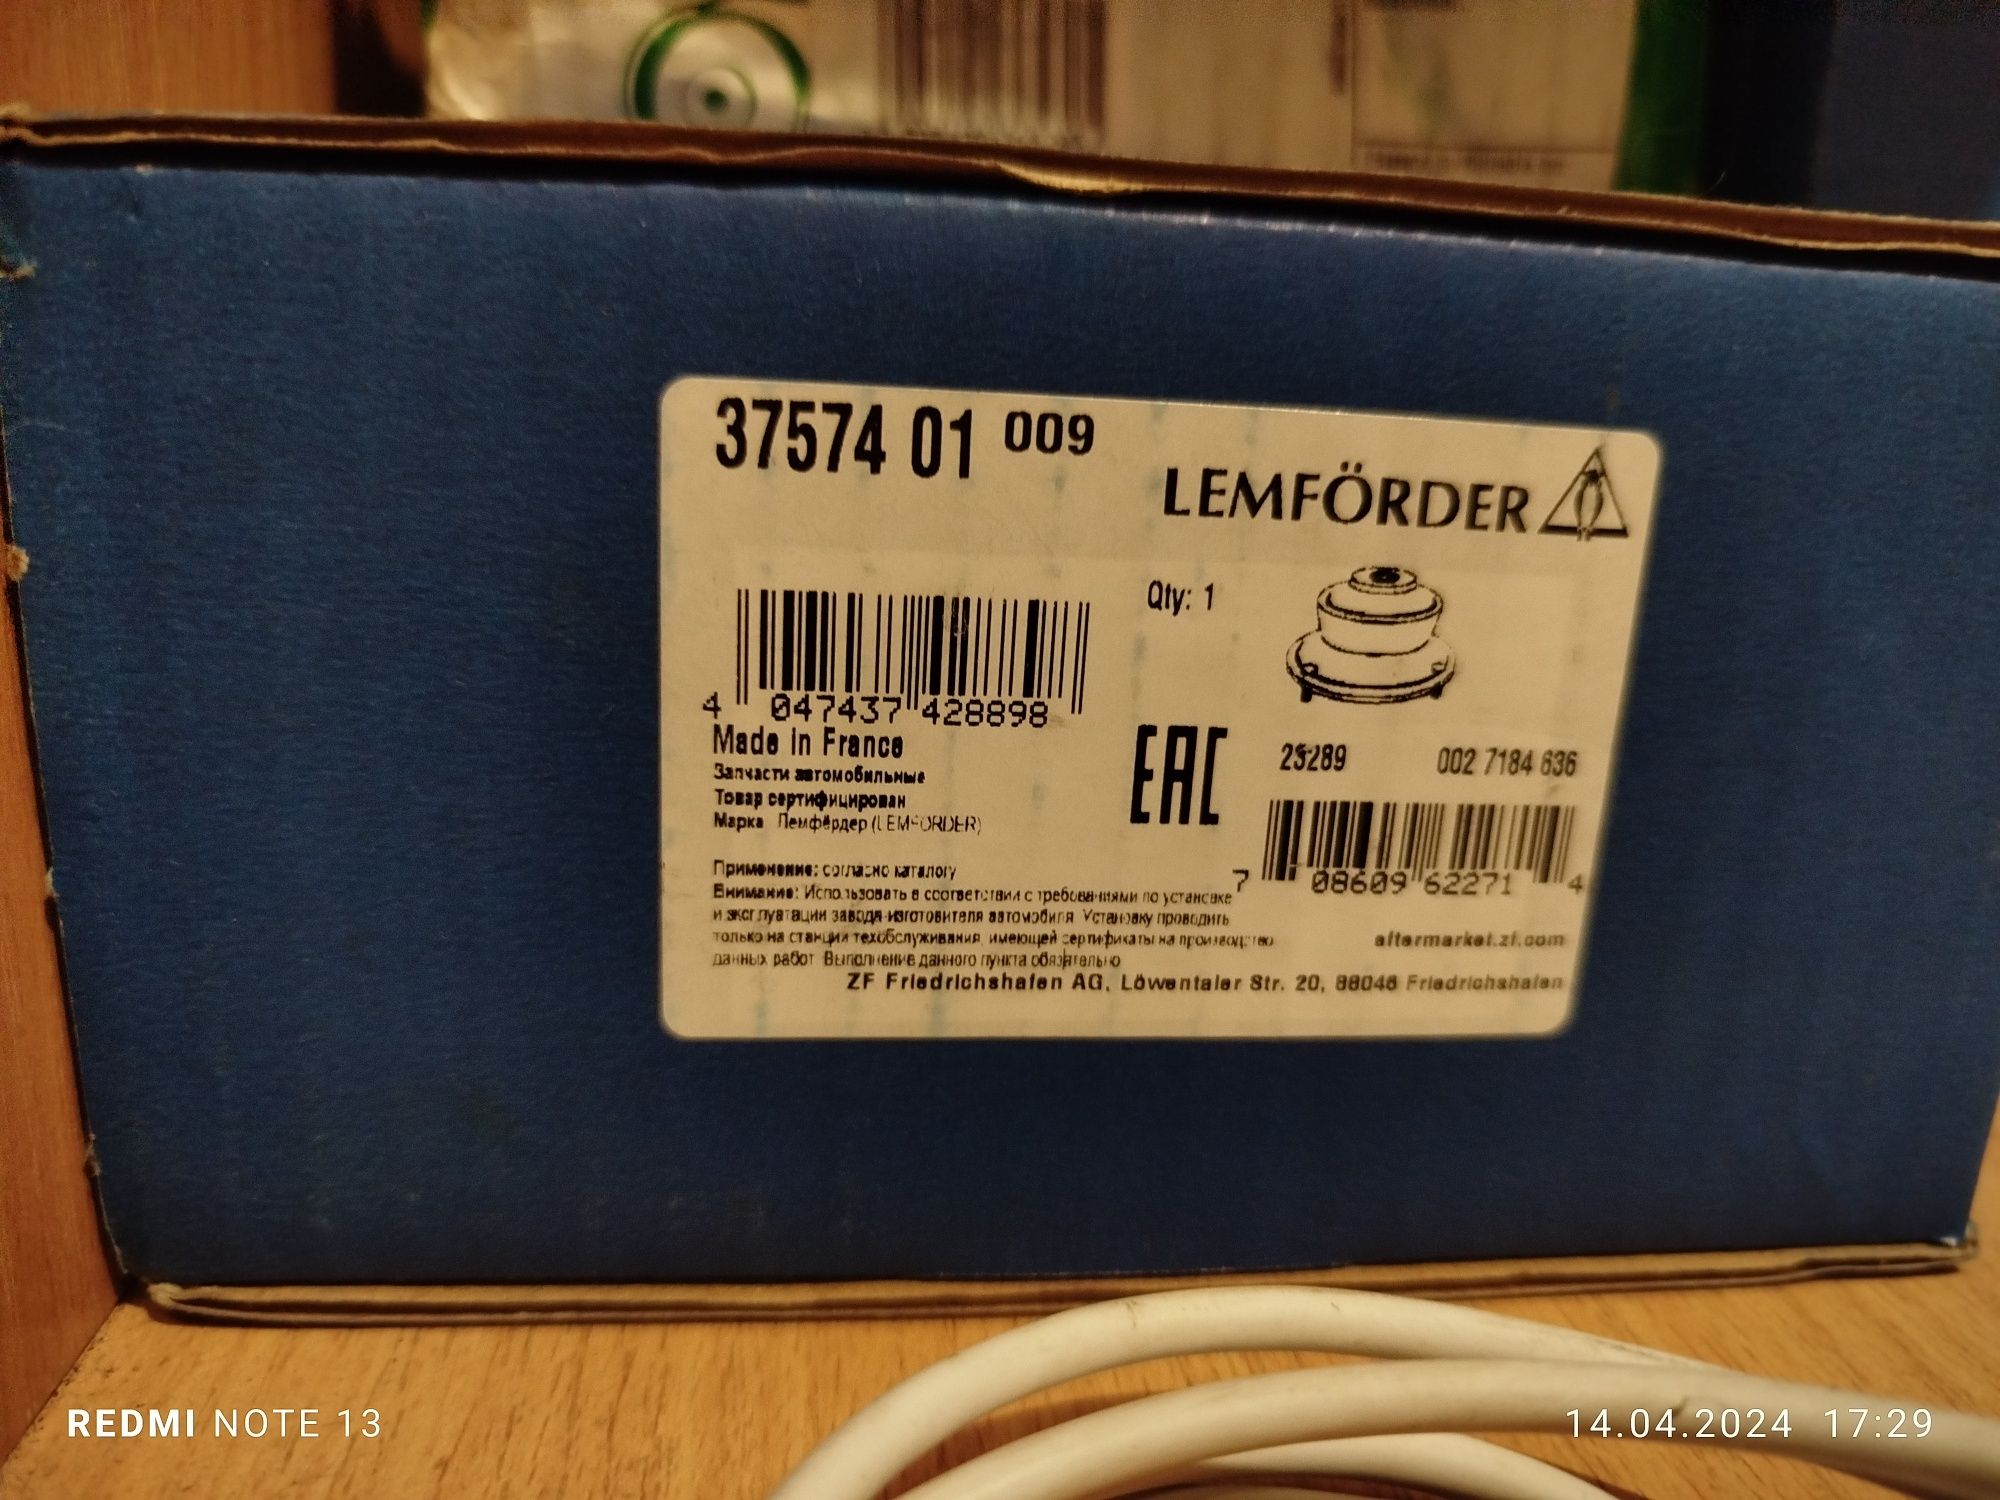 37574 01 009
LEMFÖRDER
Qty: 1
4 047437 428898
Made in France
Запчасти автомобильные
Товар сертифицирован
Марка Лемфёрдер (LEMFÖRDER)
EAC
002 7184 636
7 08609 62271 4
Применение: согласно каталогу
Внимание: Использовать в соответствии с требованиями по установке
и эксплуатации завода-изготовителя автомобиля. Установку проводить
только на станции техобслуживания, имеющей сертификаты на производство
данных работ. Выполнение данного пункта обязательно
aftermarket.zf.com
ZF Friedrichshafen AG, Löwentaler Str. 20, 88046 Friedrichshafen
REDMI NOTE 13
14.04.2024 17:29